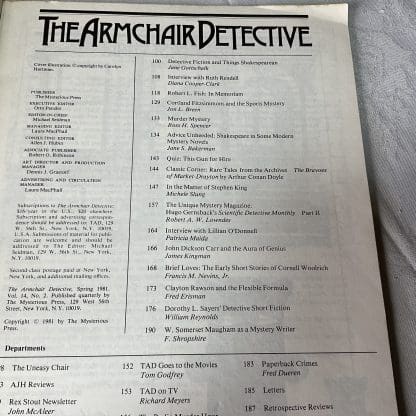 THE ARMCHAIR DETECTIVE
Cover illustration © copyright by Carolyn
Hartman.
PUBLISHER
The Mysterious Press
EXECUTIVE EDITOR
Otto Penzler
EDITOR-IN-CHIEF
Michael Seidman
MANAGING EDITOR
Laura MacPhail
CONSULTING EDITOR
Allen J. Hubin
ASSOCIATE PUBLISHER
Robert O. Robinson
ART DIRECTOR AND PRODUCTION
MANAGER
Dennis J. Grastorf
ADVERTISING AND CIRCULATION
MANAGER
Laura MacPhail
Subscriptions to The Armchair Detective,
$16/year in the U.S., $20 elsewhere.
Subscription and advertising correspondence
should be addressed to: TAD, 129
W. 56th St., New York, N.Y. 10019,
U.S.A. Submissions of material for publication
are welcome and should be
addressed to The Editor: Michael
Seidman, 129 W. 56th St., New York,
N.Y. 10019.
Second-class postage paid at New York,
New York, and additional mailing offices.
The Armchair Detective, Spring 1981.
Vol. 14, No. 2. Published quarterly by
The Mysterious Press, 129 West 56th
Street, New York, NY 10019.
Copyright © 1981 by The Mysterious
Press.
100 Detective Fiction and Things Shakespearean
Jane Gottschalk
108 Interview with Ruth Rendell
Diana Cooper-Clark
118 Robert L. Fish: In Memoriam
129 Cortland Fitzsimmons and the Sports Mystery
Jon L. Breen
133 Murder Mystery
Ross H. Spencer
134 Advice Unheeded: Shakespeare in Some Modern
Mystery Novels
Jane S. Bakerman
143 Quiz: This Gun for Hire
144 Classic Corner: Rare Tales from the Archives The Bravoes
of Market-Drayton by Arthur Conan Doyle
147 In the Matter of Stephen King
Michele Slung
157 The Unique Mystery Magazine:
Hugo Gernsback's Scientific Detective Monthly Part II
Robert A. W. Lowndes
164 Interview with Lillian O'Donnell
Patricia Maida
166 John Dickson Carr and the Aura of Genius
James Kingman
168 Brief Loves: The Early Short Stories of Cornell Woolrich
Francis M. Nevins, Jr.
173 Clayton Rawson and the Flexible Formula
Fred Erisman
176 Dorothy L. Sayers' Detective Short Fiction
William Reynolds
190 W. Somerset Maugham as a Mystery Writer
F. Shropshire
Departments
8 The Uneasy Chair
3 AJH Reviews
9 Rex Stout Newsletter
John McAleer
152 TAD Goes to the Movies
Tom Godfrey
153 TAD on TV
Richard Meyers
183 Paperback Crimes
Fred Dueren
185 Letters
187 Retrospective Reviews